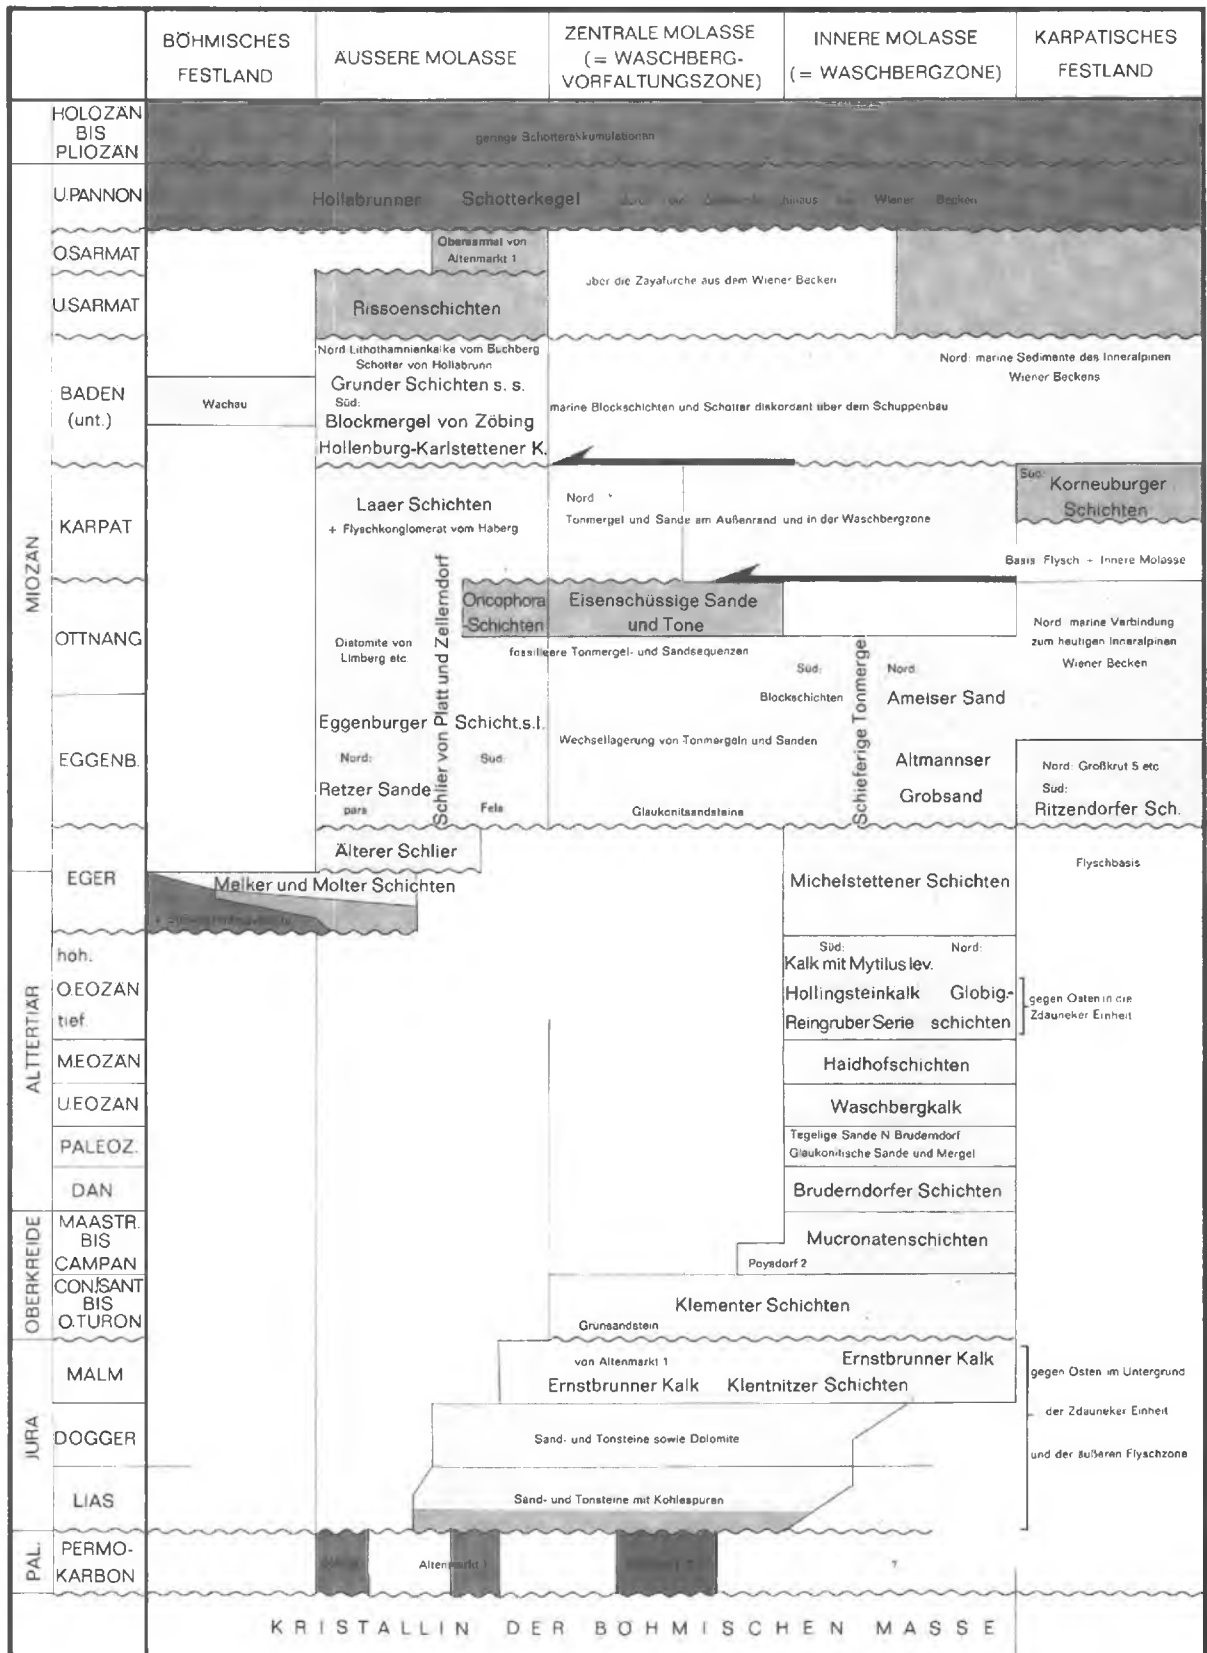 BÖHMISCHES
FESTLAND
ÄUSSERE MOLASSE
ZENTRALE MOLASSE
(= WASCHBERG-
VORFALTUNGSZONE)
INNERE MOLASSE
(= WASCHBERGZONE)
KARPATISCHES
FESTLAND
HOLOZÄN
BIS
PLIOZÄN
geringe Schotterakkumulationen
U.PANNON
Hollabrunner Schotterkegel durch hinaus Wiener Becken
O.SARMAT
Obersarmat von
Altenmarkt 1
über die Zayafurche aus dem Wiener Becken
U.SARMAT
Rissoenschichten
MIOZÄN
BADEN
(unt.)
Wachau
Nord Lithothamnienkalke vom Buchberg
Schotter von Hollabrunn
Grunder Schichten s. s.
Süd:
Blockmergel von Zöbing
Hollenburg-Karlstettener K.
marine Blockschichten und Schotter diskordant über dem Schuppenbau
Nord: marine Sedimente des Inneralpinen
Wiener Beckens
KARPAT
Laaer Schichten
+ Flyschkonglomerat vom Haberg
Nord
Tonmergel und Sande am Außenrand und in der Waschbergzone
Süd:
Korneuburger
Schichten
Basis Flysch + Innere Molasse
OTTNANG
Diatomite von
Limberg etc.
Schlier von Platt und Zellerndorf
Oncophora
-Schichten
Eisenschüssige Sande
und Tone
fossilleere Tonmergel- und Sandsequenzen
Süd:
Blockschichten
Schieferige Tonmergel
Nord:
Ameiser Sand
Nord: marine Verbindung
zum heutigen Inneralpinen
Wiener Becken
EGGENB.
Eggenburger Schicht.s.l.
Nord: Süd:
Retzer Sande
pars Fels
Wechsellagerung von Tonmergeln und Sanden
Glaukonitsandsteine
Altmannser
Grobsand
Nord: Großkrut 5 etc
Süd:
Ritzendorfer Sch.
ALTTERTIÄR
EGER
Älterer Schlier
Melker und Molter Schichten
Michelstettener Schichten
Flyschbasis
höh.
O.EOZÄN
tief.
Süd: Nord:
Kalk mit Mytilus lev.
Hollingsteinkalk Globig.-
Reingruber Serie schichten
gegen Osten in die
Zdauneker Einheit
M.EOZÄN
Haidhofschichten
U.EOZÄN
Waschbergkalk
PALEOZ.
Tegelige Sande N Bruderndorf
Glaukonitische Sande und Mergel
DAN
Bruderndorfer Schichten
OBERKREIDE
MAASTR.
BIS
CAMPAN
Mucronatenschichten
Poysdorf 2
CON./SANT
BIS
O.TURON
Klementer Schichten
Grünsandstein
JURA
MALM
von Altenmarkt 1
Ernstbrunner Kalk
Ernstbrunner Kalk Klentnitzer Schichten
gegen Osten im Untergrund
der Zdauneker Einheit
und der äußeren Flyschzone
DOGGER
Sand- und Tonsteine sowie Dolomite
LIAS
Sand- und Tonsteine mit Kohlespuren
PAL.
PERMO-
KARBON
Altenmarkt 1
?
KRISTALLIN DER BÖHMISCHEN MASSE